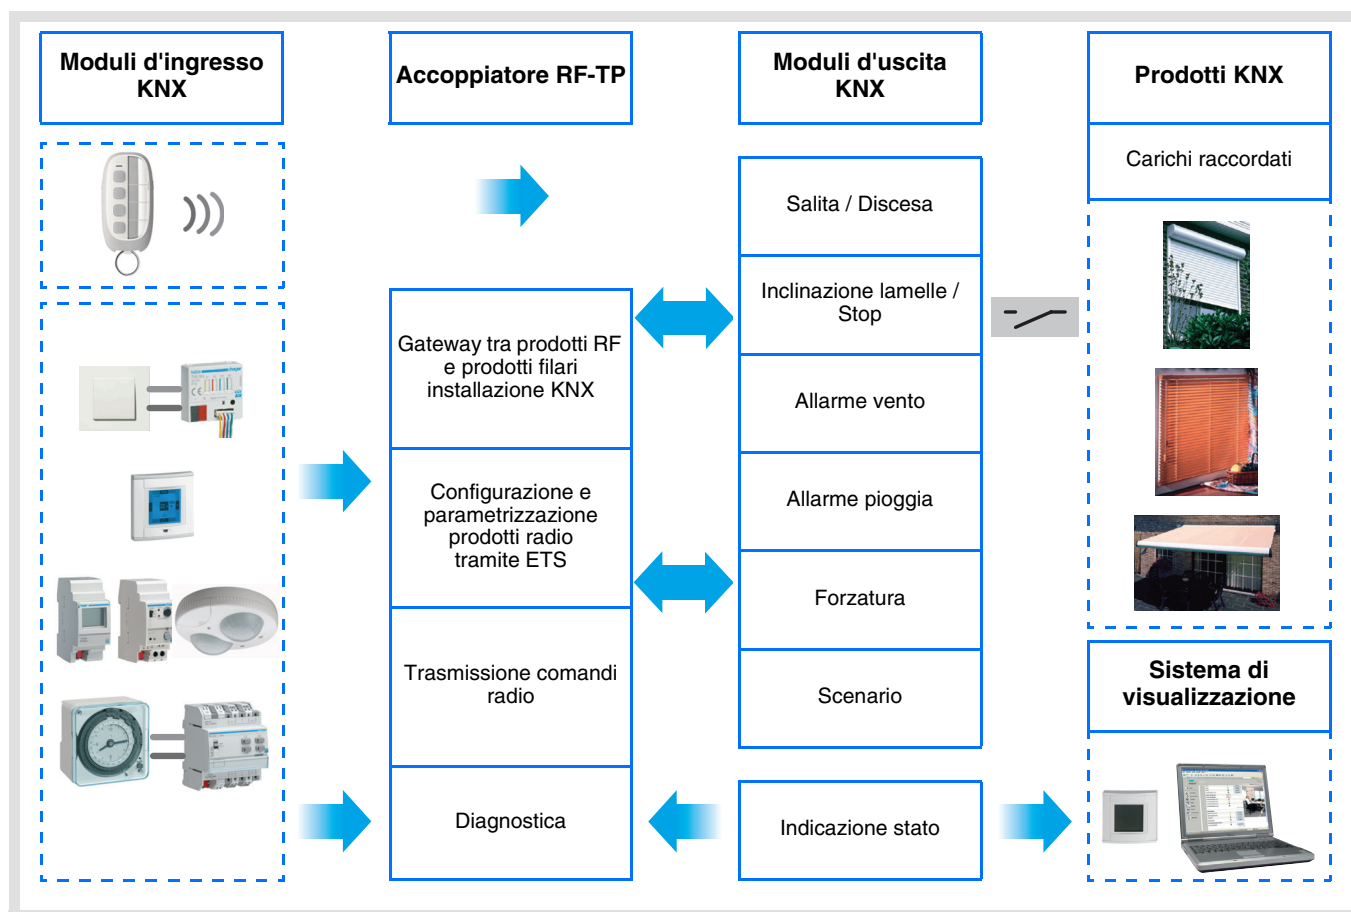 Moduli d'ingresso
KNX
Accoppiatore RF-TP
Moduli d'uscita
KNX
Prodotti KNX
Carichi raccordati
Salita / Discesa
Inclinazione lamelle /
Stop
Gateway tra prodotti RF
e prodotti filari
installazione KNX
Allarme vento
Configurazione e
parametrizzazione
prodotti radio
tramite ETS
Allarme pioggia
Forzatura
Trasmissione comandi
radio
Scenario
Sistema di
visualizzazione
Diagnostica
Indicazione stato